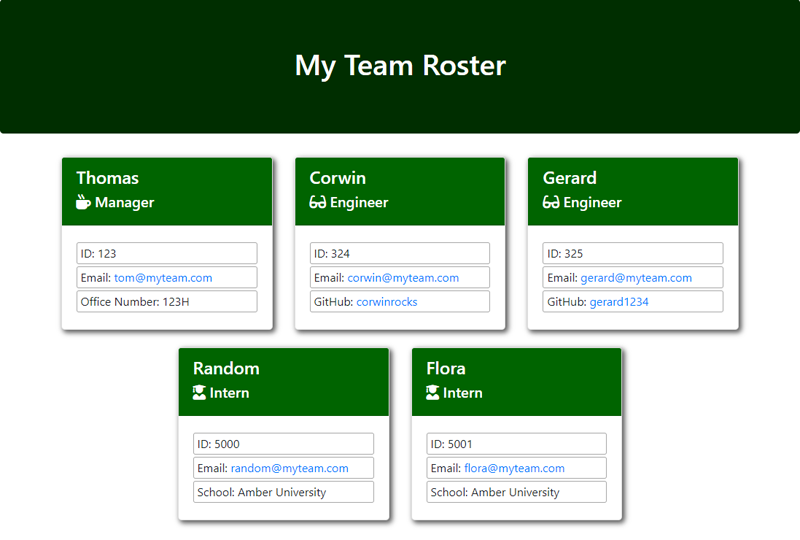 My Team Roster
Thomas
Manager
ID: 123
Email: tom@myteam.com
Office Number: 123H
Corwin
Engineer
ID: 324
Email: corwin@myteam.com
GitHub: corwinrocks
Gerard
Engineer
ID: 325
Email: gerard@myteam.com
GitHub: gerard1234
Random
Intern
ID: 5000
Email: random@myteam.com
School: Amber University
Flora
Intern
ID: 5001
Email: flora@myteam.com
School: Amber University